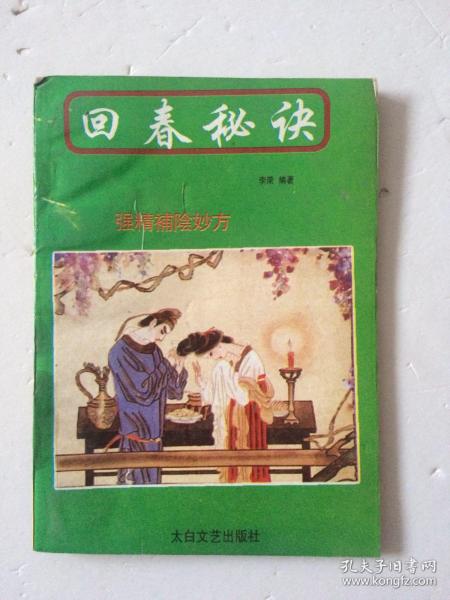 回春秘诀
李荣 编著
强精補陰妙方
太白文艺出版社
孔夫子旧书网
www.kongfz.com